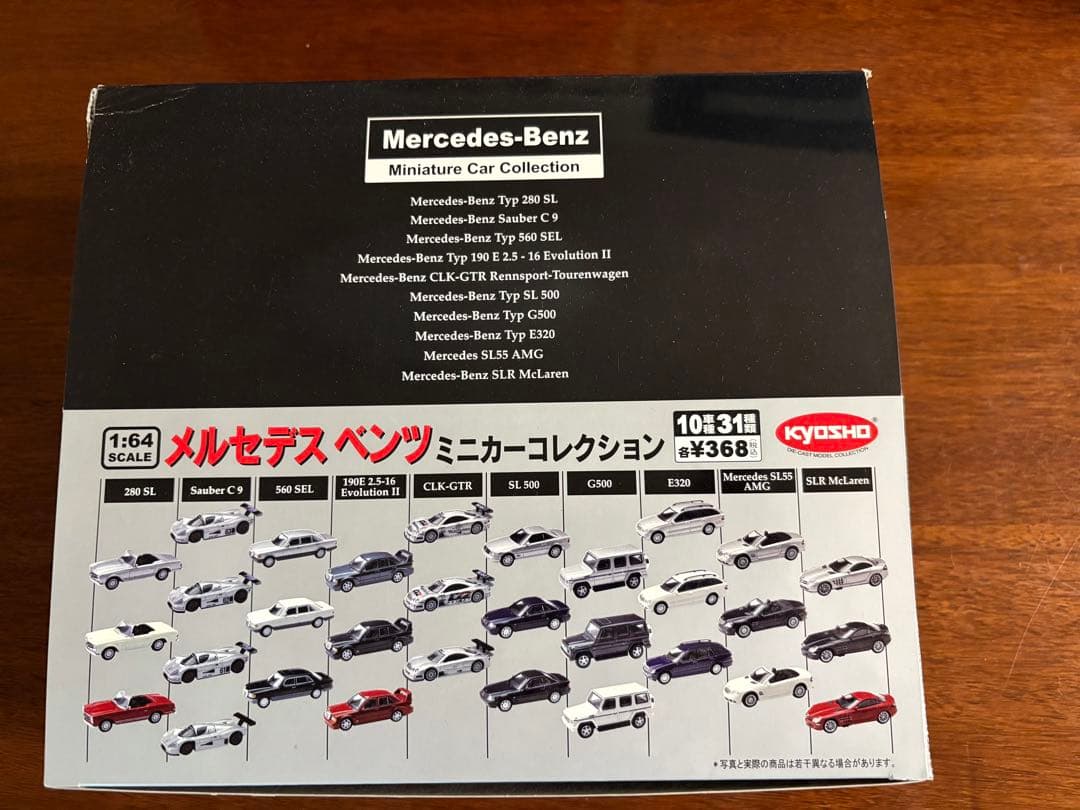 Mercedes-Benz
Miniature Car Collection
Mercedes-Benz Typ 280 SL
Mercedes-Benz Sauber C 9
Mercedes-Benz Typ 560 SEL
Mercedes-Benz Typ 190 E 2.5 - 16 Evolution II
Mercedes-Benz CLK-GTR Rennsport-Tourenwagen
Mercedes-Benz Typ SL 500
Mercedes-Benz Typ G500
Mercedes-Benz Typ E320
Mercedes SL55 AMG
Mercedes-Benz SLR McLaren
1:64
SCALE
メルセデス ベンツ ミニカーコレクション
10車種31種類
各¥368税込
KYOSHO
DIE-CAST MODEL COLLECTION
280 SL
Sauber C 9
560 SEL
190E 2.5-16
Evolution II
CLK-GTR
SL 500
G500
E320
Mercedes SL55
AMG
SLR McLaren
*写真と実際の商品は若干異なる場合があります。